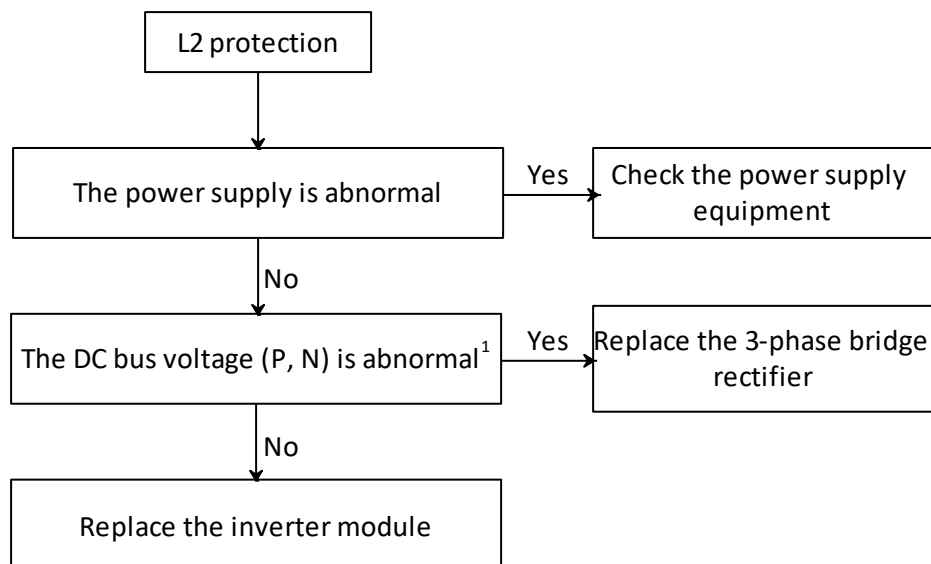 L2 protection
The power supply is abnormal
Yes
Check the power supply
equipment
No
The DC bus voltage (P, N) is abnormal¹
Yes
Replace the 3-phase bridge
rectifier
No
Replace the inverter module